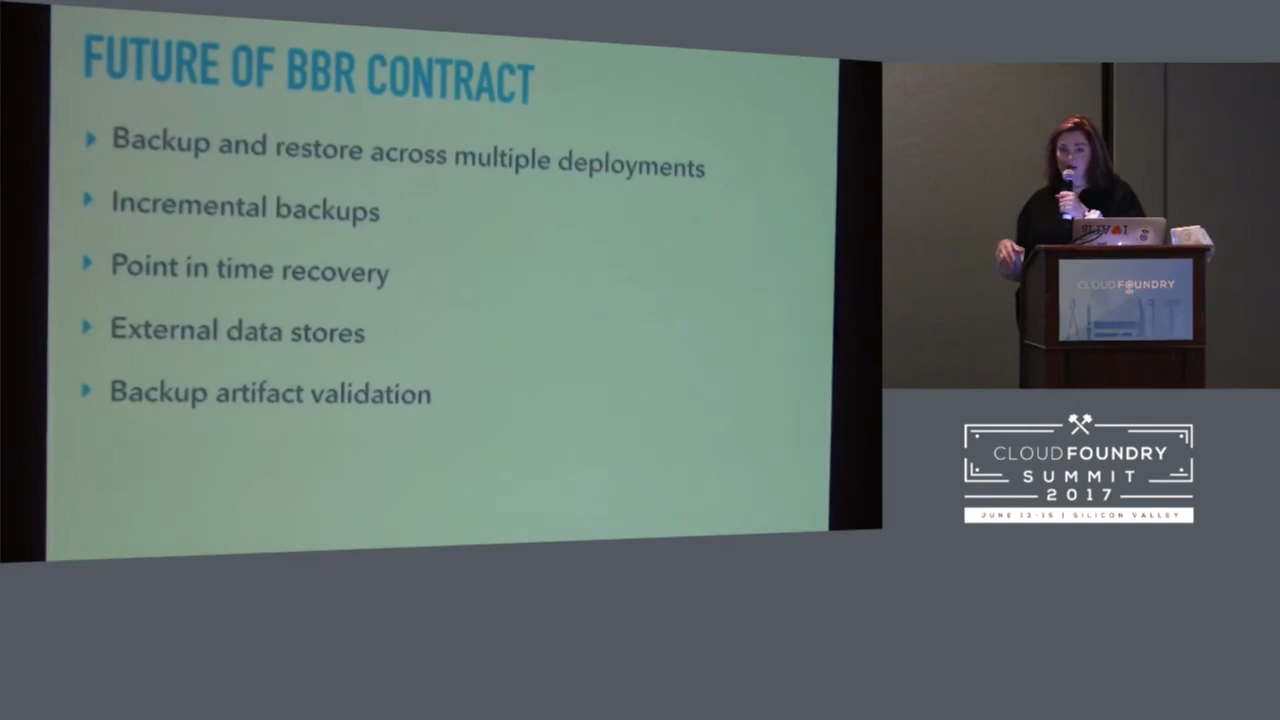 FUTURE OF BBR CONTRACT
Backup and restore across multiple deployments
Incremental backups
Point in time recovery
External data stores
Backup artifact validation
CLOUD FOUNDRY
CLOUD FOUNDRY
SUMMIT
2017
JUNE 13-15 | SILICON VALLEY